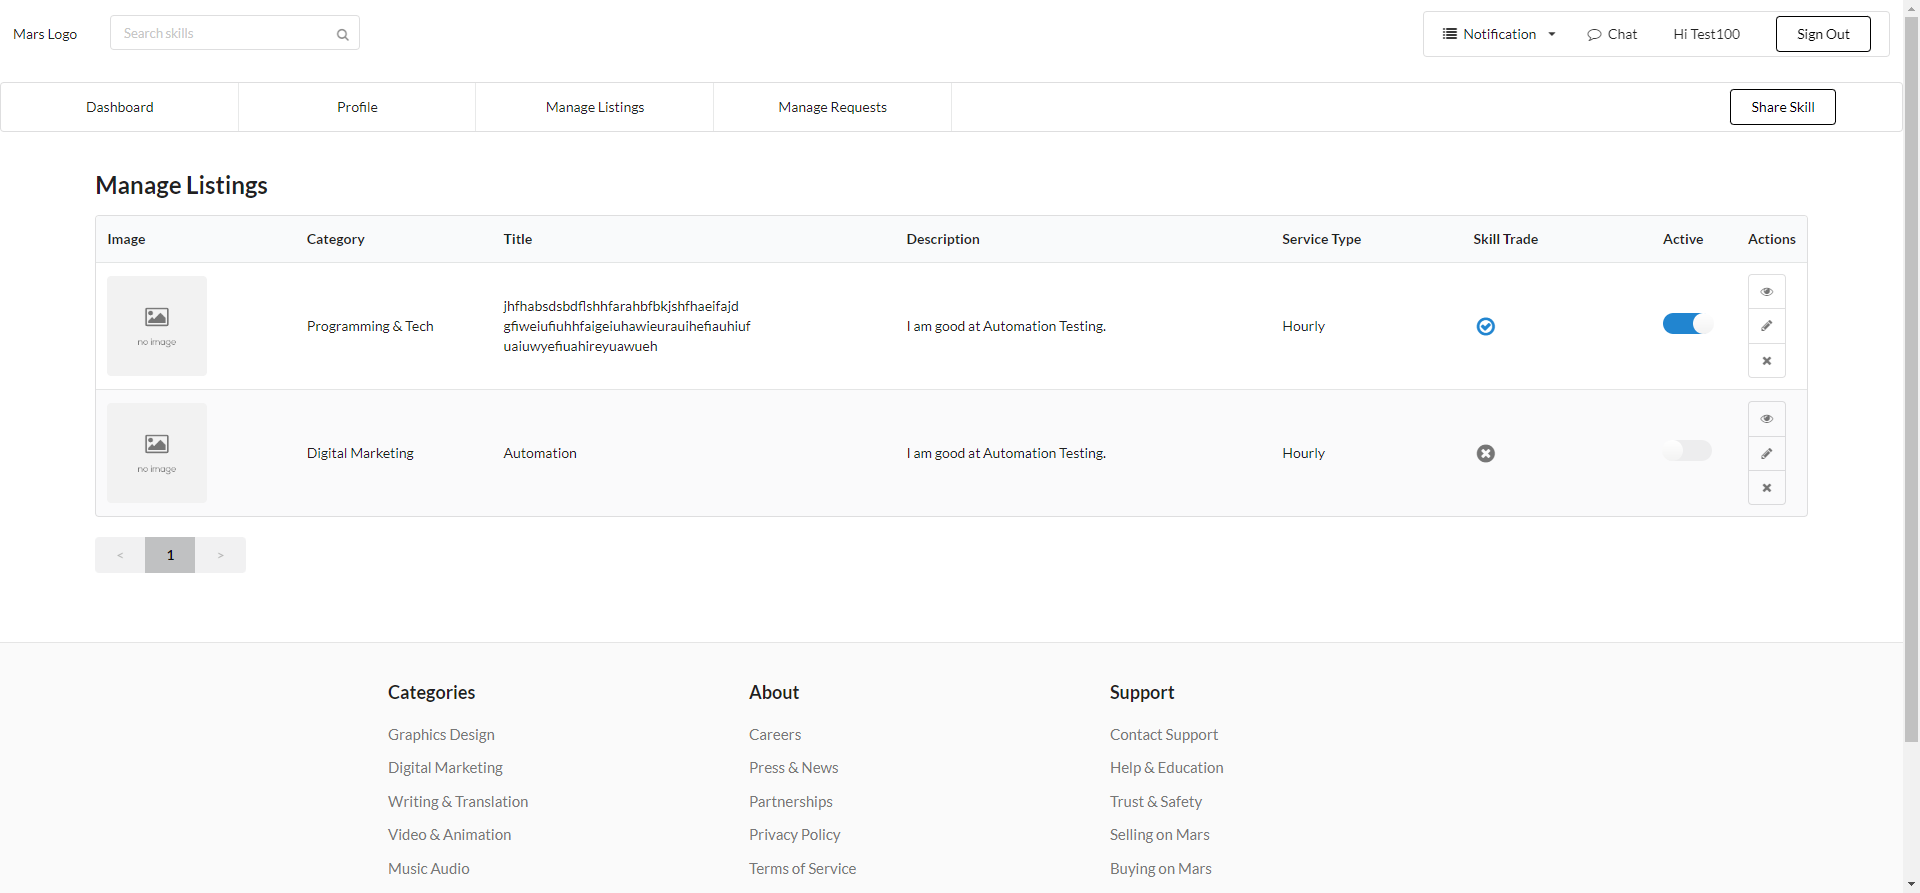 Mars Logo
Search skills
Notification
Chat
Hi Test100
Sign Out
Dashboard
Profile
Manage Listings
Manage Requests
Share Skill
Manage Listings
Image Category Title Description Service Type Skill Trade Active Actions
no image
Programming & Tech
jhfhabsdsbdflshhfarahbfbkjshfhaeifajd
gfiweiufiuhhfaigeiuhawieurauihefiauhiuf
uaiuwyefiuahireyuawueh
I am good at Automation Testing.
Hourly
no image
Digital Marketing
Automation
I am good at Automation Testing.
Hourly
< 1 >
Categories
Graphics Design
Digital Marketing
Writing & Translation
Video & Animation
Music Audio
About
Careers
Press & News
Partnerships
Privacy Policy
Terms of Service
Support
Contact Support
Help & Education
Trust & Safety
Selling on Mars
Buying on Mars